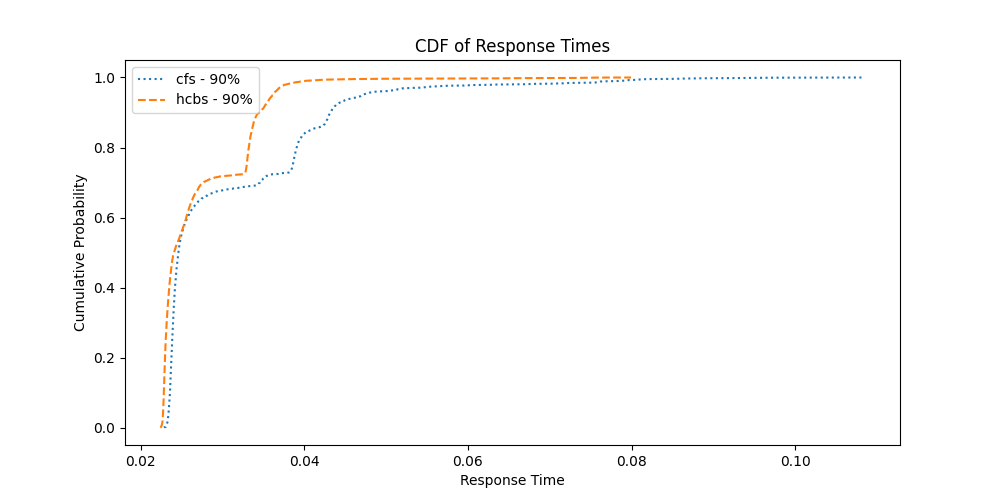 CDF of Response Times
cfs - 90%
hcbs - 90%
Cumulative Probability
1.0
0.8
0.6
0.4
0.2
0.0
0.02 0.04 0.06 0.08 0.10
Response Time